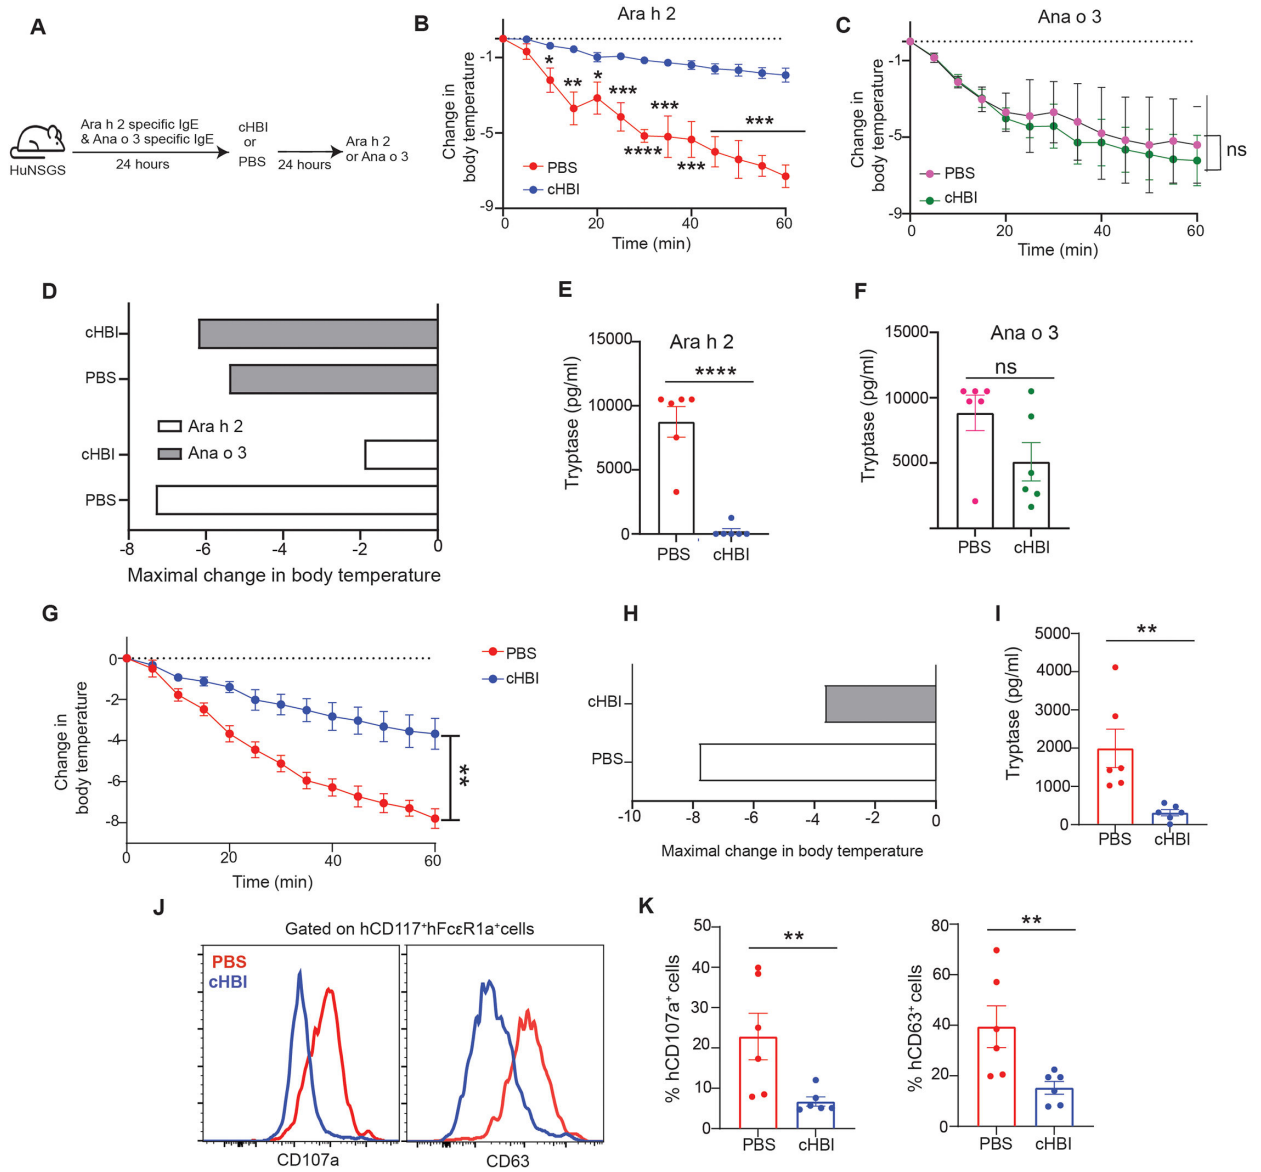 A
Ara h 2 specific IgE
& Ana o 3 specific IgE
24 hours
HuNSGS
cHBI
or
PBS
24 hours
Ara h 2
or Ana o 3
B
Ara h 2
Change in
body temperature
-1
-5
-9
*
**
*
***
***
****
***
***
PBS
cHBI
0
20
40
60
Time (min)
C
Ana o 3
Change in
body temperature
-1
-5
-9
ns
PBS
cHBI
0
20
40
60
Time (min)
D
cHBI
PBS
cHBI
PBS
Ara h 2
Ana o 3
-8
-6
-4
-2
0
Maximal change in body temperature
E
Ara h 2
****
Tryptase (pg/ml)
15000
10000
5000
0
PBS
cHBI
F
Ana o 3
ns
Tryptase (pg/ml)
15000
10000
5000
PBS
cHBI
G
Change in
body temperature
0
-2
-4
-6
-8
**
PBS
cHBI
0
20
40
60
Time (min)
H
cHBI
PBS
-10
-8
-6
-4
-2
0
Maximal change in body temperature
I
**
Tryptase (pg/ml)
5000
4000
3000
2000
1000
0
PBS
cHBI
J
Gated on hCD117⁺hFcεR1a⁺cells
PBS
cHBI
CD107a
CD63
K
**
% hCD107a⁺ cells
50
40
30
20
10
0
PBS
cHBI
**
% hCD63⁺ cells
80
60
40
20
0
PBS
cHBI